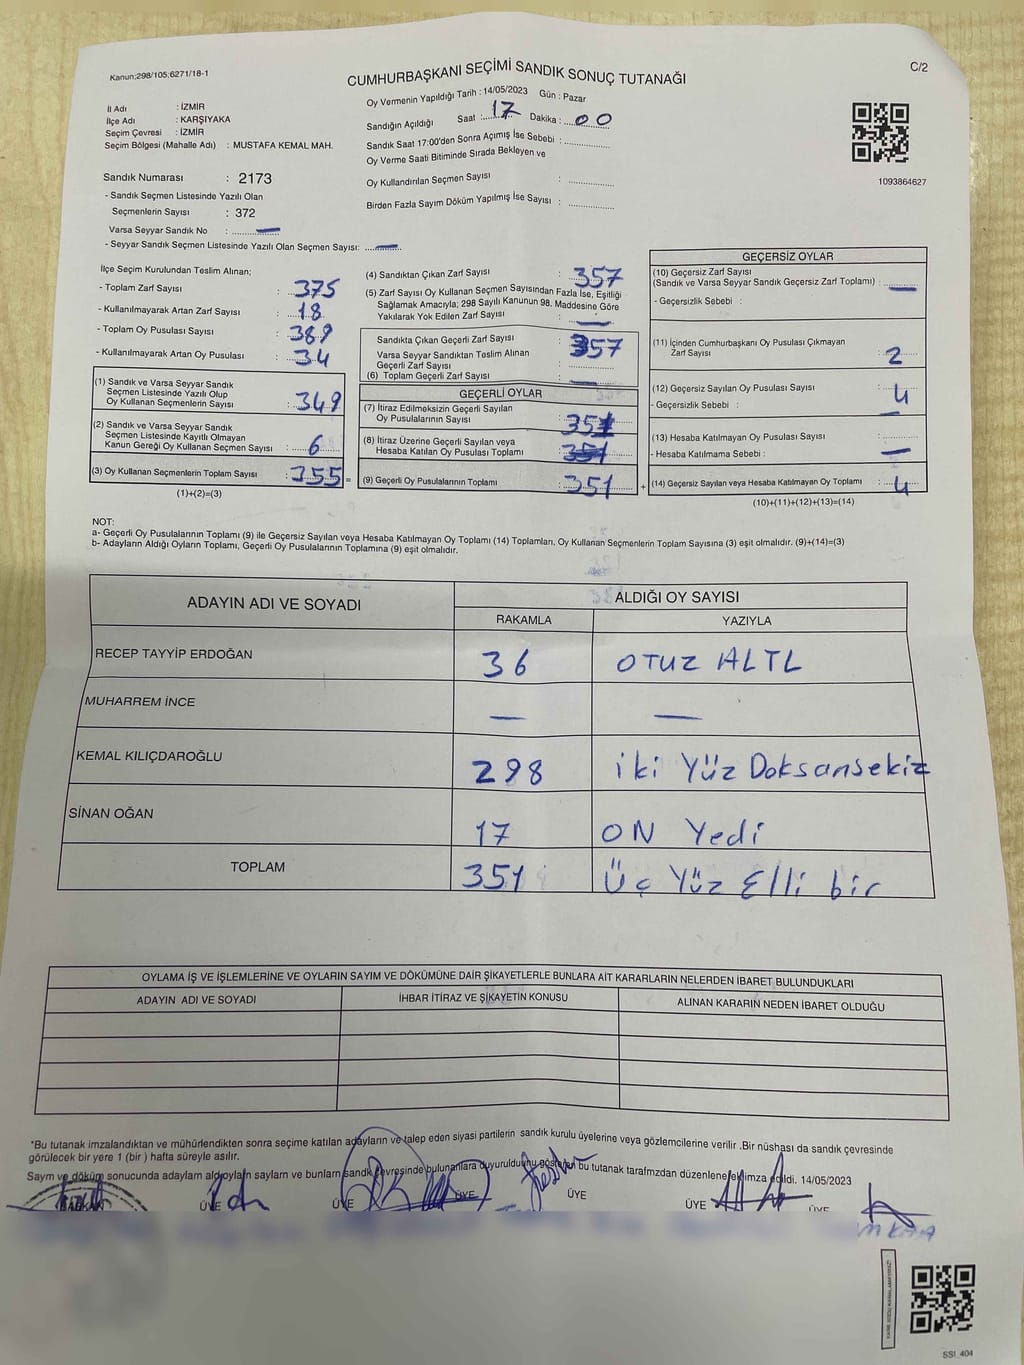 Kanun;298/105;6271/18-1
CUMHURBAŞKANI SEÇİMİ SANDIK SONUÇ TUTANAĞI
C/2
İl Adı : İZMİR
İlçe Adı : KARŞIYAKA
Seçim Çevresi : İZMİR
Seçim Bölgesi (Mahalle Adı) : MUSTAFA KEMAL MAH.
Oy Vermenin Yapıldığı Tarih : 14/05/2023 Gün : Pazar
Sandığın Açıldığı Saat : 17 Dakika : 00
Sandık Saat 17:00'den Sonra Açımış İse Sebebi :
Oy Verme Saati Bitiminde Sırada Bekleyen ve
Oy Kullandırılan Seçmen Sayısı :
Birden Fazla Sayım Döküm Yapılmış İse Sayısı :
1093864627
Sandık Numarası : 2173
- Sandık Seçmen Listesinde Yazılı Olan
Seçmenlerin Sayısı : 372
Varsa Seyyar Sandık No : —
- Seyyar Sandık Seçmen Listesinde Yazılı Olan Seçmen Sayısı: —
İlçe Seçim Kurulundan Teslim Alınan;
- Toplam Zarf Sayısı : 375
- Kullanılmayarak Artan Zarf Sayısı : 18
- Toplam Oy Pusulası Sayısı : 389
- Kullanılmayarak Artan Oy Pusulası : 34
(1) Sandık ve Varsa Seyyar Sandık
Seçmen Listesinde Yazılı Olup
Oy Kullanan Seçmenlerin Sayısı : 349
(2) Sandık ve Varsa Seyyar Sandık
Seçmen Listesinde Kayıtlı Olmayan
Kanun Gereği Oy Kullanan Seçmen Sayısı : 6
(3) Oy Kullanan Seçmenlerin Toplam Sayısı : 355 =
(1)+(2)=(3)
(4) Sandıktan Çıkan Zarf Sayısı : 357
(5) Zarf Sayısı Oy Kullanan Seçmen Sayısından Fazla İse, Eşitliği
Sağlamak Amacıyla; 298 Sayılı Kanunun 98. Maddesine Göre
Yakılarak Yok Edilen Zarf Sayısı : —
Sandıkta Çıkan Geçerli Zarf Sayısı : 357
Varsa Seyyar Sandıktan Teslim Alınan
Geçerli Zarf Sayısı :
(6) Toplam Geçerli Zarf Sayısı : —
GEÇERLİ OYLAR
(7) İtiraz Edilmeksizin Geçerli Sayılan
Oy Pusulalarının Sayısı : 351
(8) İtiraz Üzerine Geçerli Sayılan veya
Hesaba Katılan Oy Pusulası Toplamı :
(9) Geçerli Oy Pusulalarının Toplamı : 351 +
GEÇERSİZ OYLAR
(10) Geçersiz Zarf Sayısı
(Sandık ve Varsa Seyyar Sandık Geçersiz Zarf Toplamı) : —
- Geçersizlik Sebebi :
(11) İçinden Cumhurbaşkanı Oy Pusulası Çıkmayan
Zarf Sayısı : 2
(12) Geçersiz Sayılan Oy Pusulası Sayısı : 4
- Geçersizlik Sebebi : —
(13) Hesaba Katılmayan Oy Pusulası Sayısı :
- Hesaba Katılmama Sebebi : —
(14) Geçersiz Sayılan veya Hesaba Katılmayan Oy Toplamı : 4
(10)+(11)+(12)+(13)=(14)
NOT:
a- Geçerli Oy Pusulalarının Toplamı (9) ile Geçersiz Sayılan veya Hesaba Katılmayan Oy Toplamı (14) Toplamları, Oy Kullanan Seçmenlerin Toplam Sayısına (3) eşit olmalıdır. (9)+(14)=(3)
b- Adayların Aldığı Oyların Toplamı, Geçerli Oy Pusulalarının Toplamına (9) eşit olmalıdır.
ADAYIN ADI VE SOYADI ALDIĞI OY SAYISI
RAKAMLA YAZIYLA
RECEP TAYYİP ERDOĞAN 36 OTUZ ALTI
MUHARREM İNCE — —
KEMAL KILIÇDAROĞLU 298 iki Yüz Doksansekiz
SİNAN OĞAN 17 ON Yedi
TOPLAM 351 Üç Yüz Elli bir
OYLAMA İŞ VE İŞLEMLERİNE VE OYLARIN SAYIM VE DÖKÜMÜNE DAİR ŞİKAYETLERLE BUNLARA AİT KARARLARIN NELERDEN İBARET BULUNDUKLARI
ADAYIN ADI VE SOYADI İHBAR İTİRAZ VE ŞİKAYETİN KONUSU ALINAN KARARIN NEDEN İBARET OLDUĞU
*Bu tutanak imzalandıktan ve mühürlendikten sonra seçime katılan adayların ve talep eden siyasi partilerin sandık kurulu üyelerine veya gözlemcilerine verilir .Bir nüshası da sandık çevresinde
görülecek bir yere 1 (bir ) hafta süreyle asılır.
Sayım ve döküm sonucunda adayların aldıkları oyların sayıları ve bunların sandık çevresinde bulunanlara duyurulduğunu gösteren bu tutanak tarafımızdan düzenlenerek imza edildi. 14/05/2023
BAŞKAN ÜYE ÜYE ÜYE ÜYE ÜYE ÜYE
SSI_404